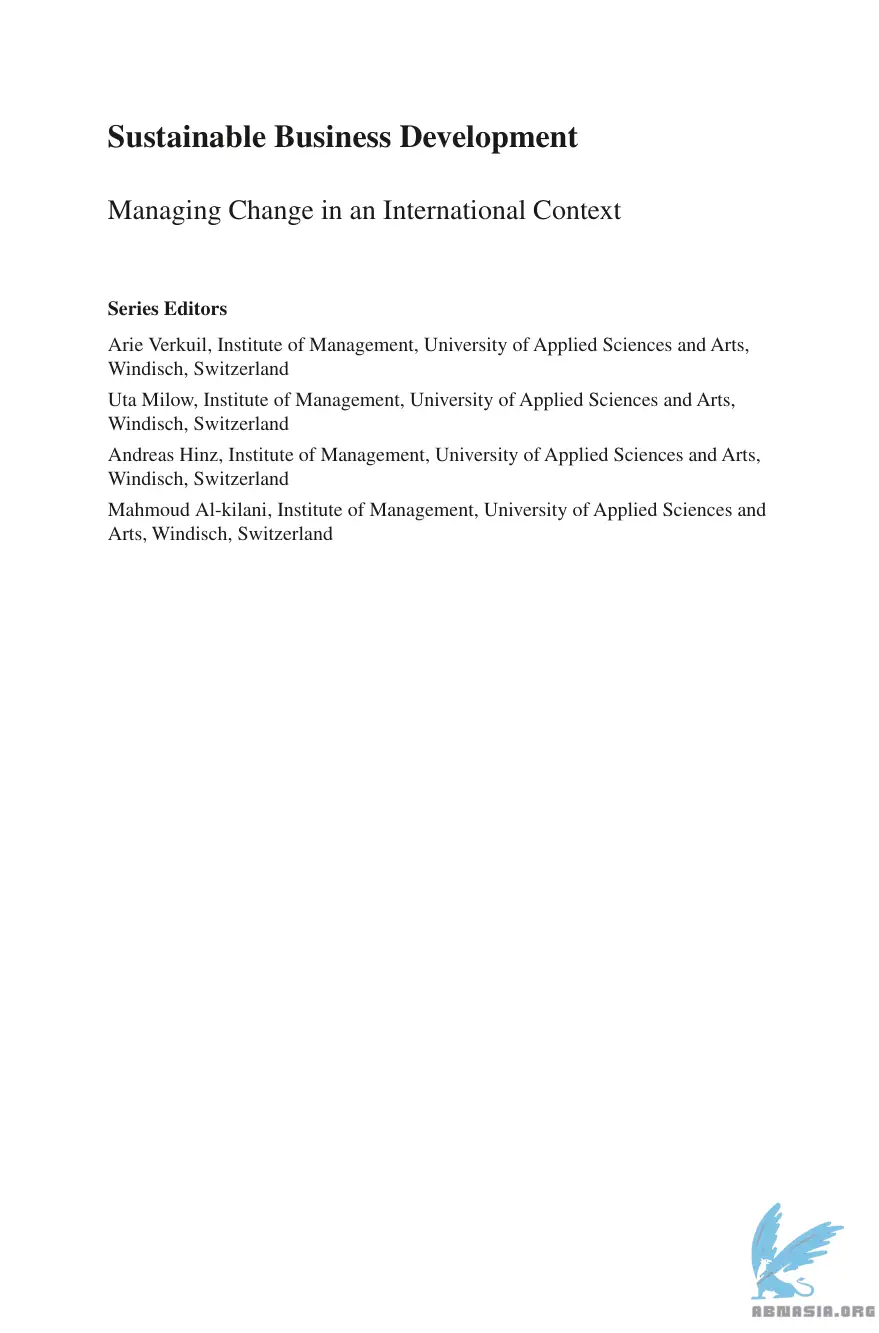 Sustainable Business Development
Managing Change in an International Context
Series Editors
Arie Verkuil, Institute of Management, University of Applied Sciences and Arts,
Windisch, Switzerland
Uta Milow, Institute of Management, University of Applied Sciences and Arts,
Windisch, Switzerland
Andreas Hinz, Institute of Management, University of Applied Sciences and Arts,
Windisch, Switzerland
Mahmoud Al-kilani, Institute of Management, University of Applied Sciences and
Arts, Windisch, Switzerland
ABNASIA.ORG